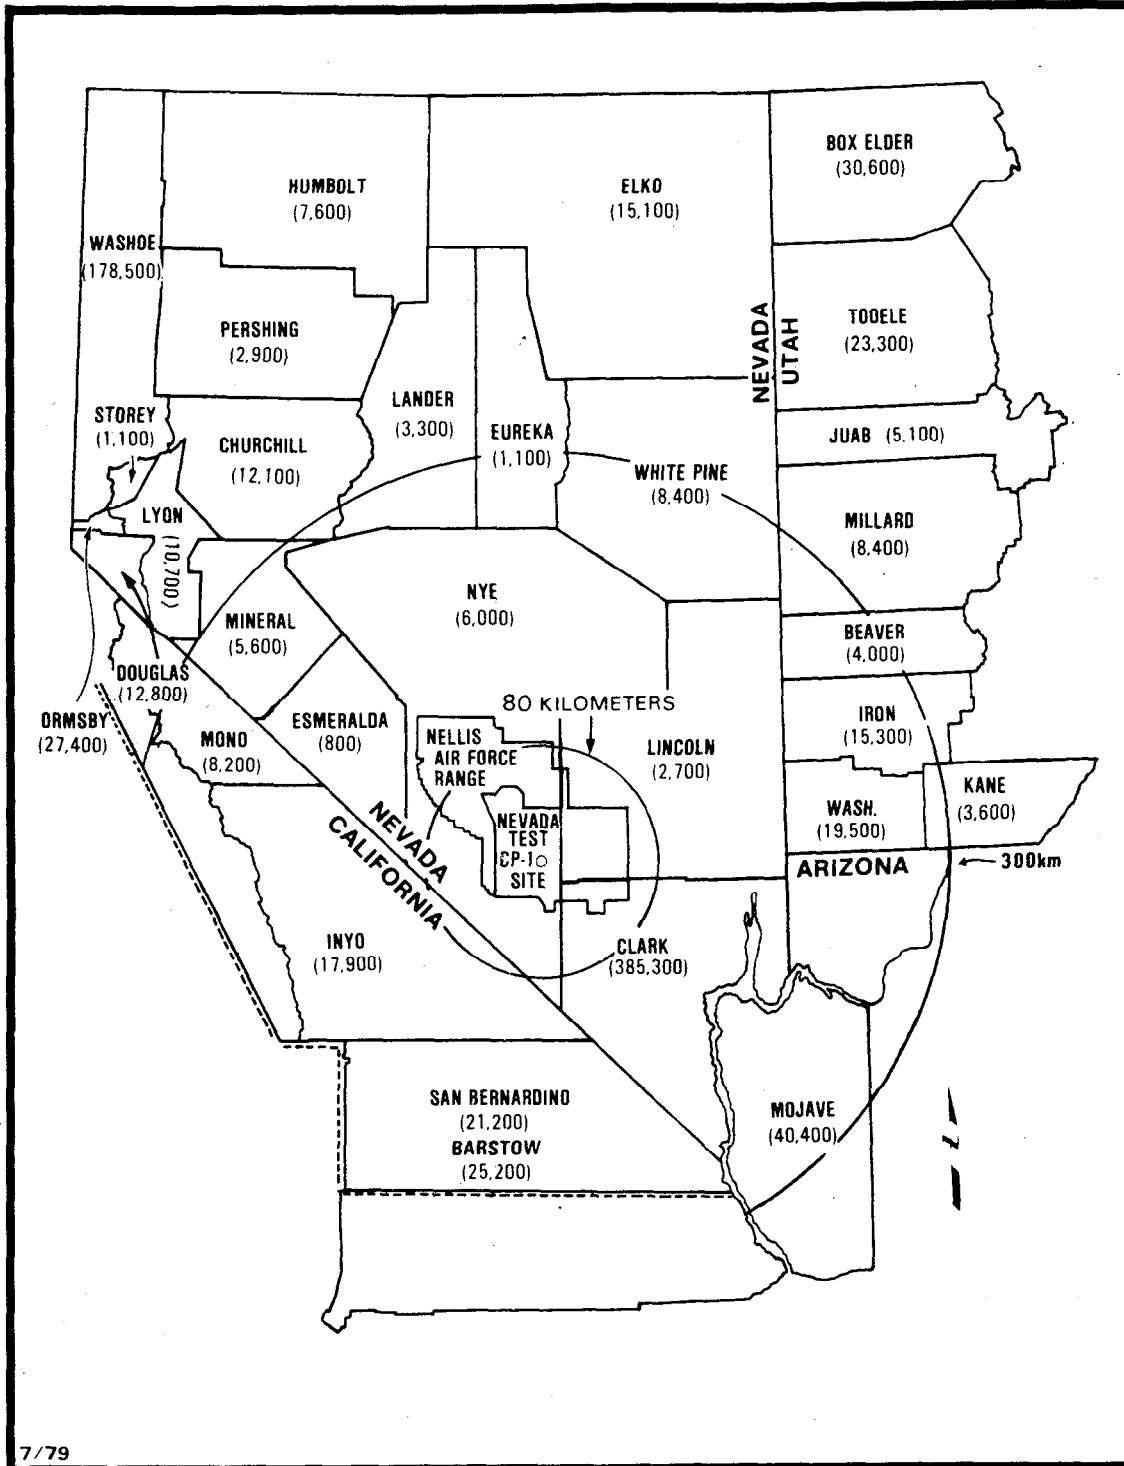 BOX ELDER
(30,600)
HUMBOLT
(7,600)
ELKO
(15,100)
WASHOE
(178,500)
TOOELE
(23,300)
NEVADA
UTAH
PERSHING
(2,900)
LANDER
(3,300)
STOREY
(1,100)
CHURCHILL
(12,100)
EUREKA
(1,100)
JUAB (5,100)
WHITE PINE
(8,400)
LYON
(10,700)
MILLARD
(8,400)
NYE
(6,000)
MINERAL
(5,600)
BEAVER
(4,000)
DOUGLAS
(12,800)
ORMSBY
(27,400)
MONO
(8,200)
ESMERALDA
(800)
80 KILOMETERS
NELLIS
AIR FORCE
RANGE
LINCOLN
(2,700)
IRON
(15,300)
KANE
(3,600)
WASH.
(19,500)
NEVADA
TEST
CP-1
SITE
NEVADA
CALIFORNIA
ARIZONA
300km
INYO
(17,900)
CLARK
(385,300)
SAN BERNARDINO
(21,200)
BARSTOW
(25,200)
MOJAVE
(40,400)
7/79